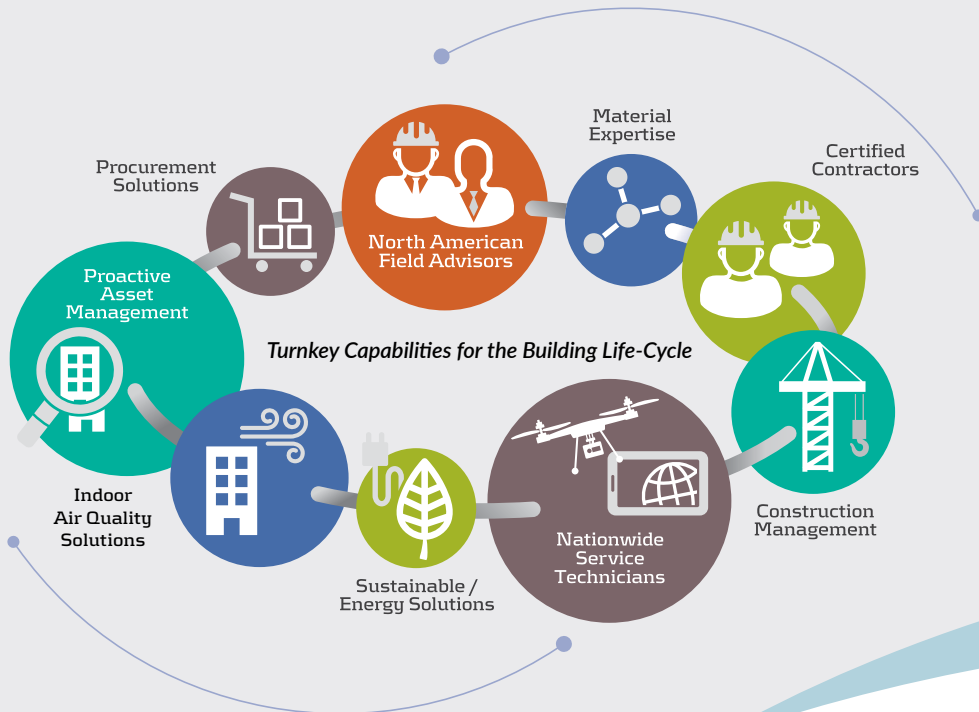 Material
Expertise
Certified
Contractors
Procurement
Solutions
North American
Field Advisors
Proactive
Asset
Management
Turnkey Capabilities for the Building Life-Cycle
Indoor
Air Quality
Solutions
Sustainable /
Energy Solutions
Nationwide
Service
Technicians
Construction
Management